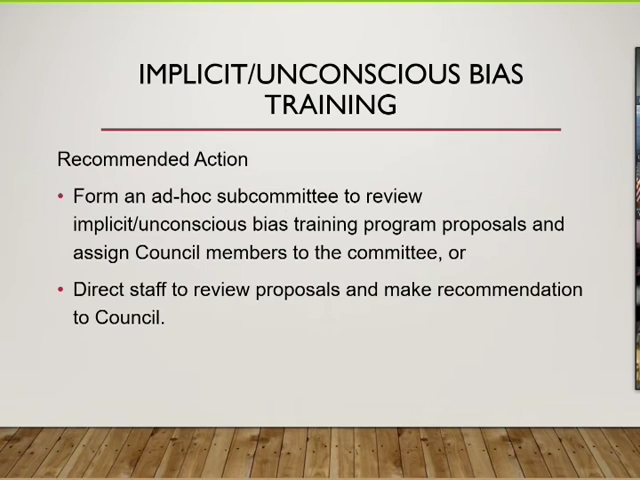 IMPLICIT/UNCONSCIOUS BIAS
TRAINING
Recommended Action
• Form an ad-hoc subcommittee to review
implicit/unconscious bias training program proposals and
assign Council members to the committee, or
• Direct staff to review proposals and make recommendation
to Council.